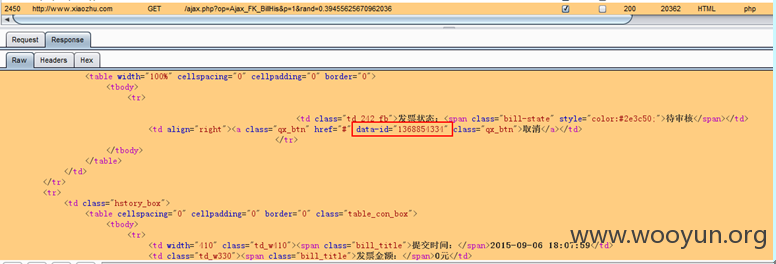 2450 http://www.xiaozhu.com GET /ajax.php?op=Ajax_FK_BillHis&p=1&rand=0.39455625670962036 200 20362 HTML php
Request Response
Raw Headers Hex
<table width="100%" cellspacing="0" cellpadding="0" border="0">
<tbody>
<tr>
<td class="td_212 fb">发票状态：<span class="bill-state" style="color:#2e3c50;">待审核</span></td>
<td align="right"><a class="qx_btn" href="#" data-id="1368854331" class="qx_btn">取消</a></td>
</tr>
</tbody>
</table>
</td>
</tr>
<tr>
<td class="hstory_box">
<table cellspacing="0" cellpadding="0" border="0" class="table_con_box">
<tbody>
<tr>
<td width="410" class="td_w410"><span class="bill_title">提交时间：</span>2015-09-06 18:07:59</td>
<td class="td_w330"><span class="bill_title">发票金额：</span>0元</td>
www.wooyun.org